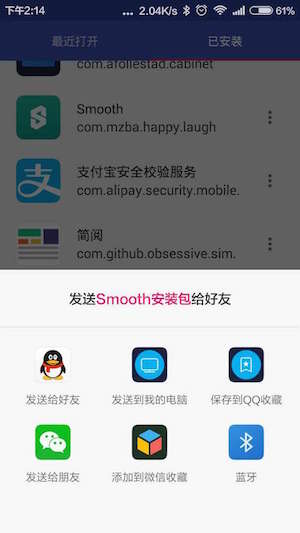 下午2:14
... 2.04K/s 61%
最近打开 已安装
com.afollestad.cabinet
Smooth
com.mzba.happy.laugh
支付宝安全校验服务
com.alipay.security.mobile.
简阅
com.github.obsessive.sim.
发送Smooth安装包给好友
发送给好友 发送到我的电脑 保存到QQ收藏
发送给朋友 添加到微信收藏 蓝牙